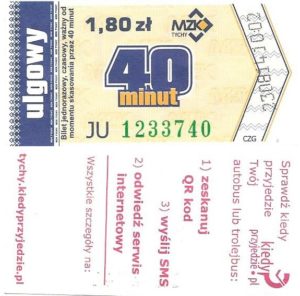 ulgowy
Bilet jednorazowy, czasowy, ważny od
momentu skasowania przez 40 minut
1,80 zł
MZK
TYCHY
40
minut
JU 1233740
CZG
Sprawdź kiedy
przyjedzie
Twój
autobus lub trolejbus:
kiedy
przyjedzie.pl
1) zeskanuj
QR kod
2) odwiedź serwis
internetowy
3) wyślij SMS
Wszystkie szczegóły na:
tychy.kiedyprzyjedzie.pl